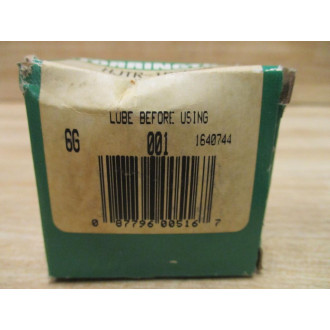 LUBE BEFORE USING
6G 001 1640744
0 87796 00516 7